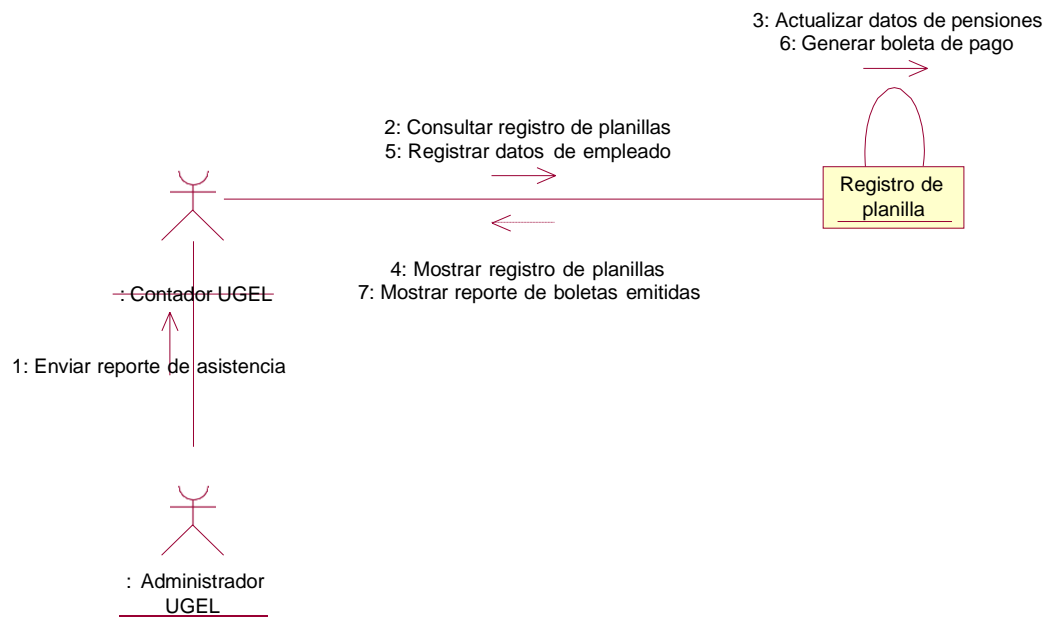 3: Actualizar datos de pensiones
6: Generar boleta de pago
2: Consultar registro de planillas
5: Registrar datos de empleado
Registro de
planilla
4: Mostrar registro de planillas
7: Mostrar reporte de boletas emitidas
: Contador UGEL
1: Enviar reporte de asistencia
: Administrador
UGEL